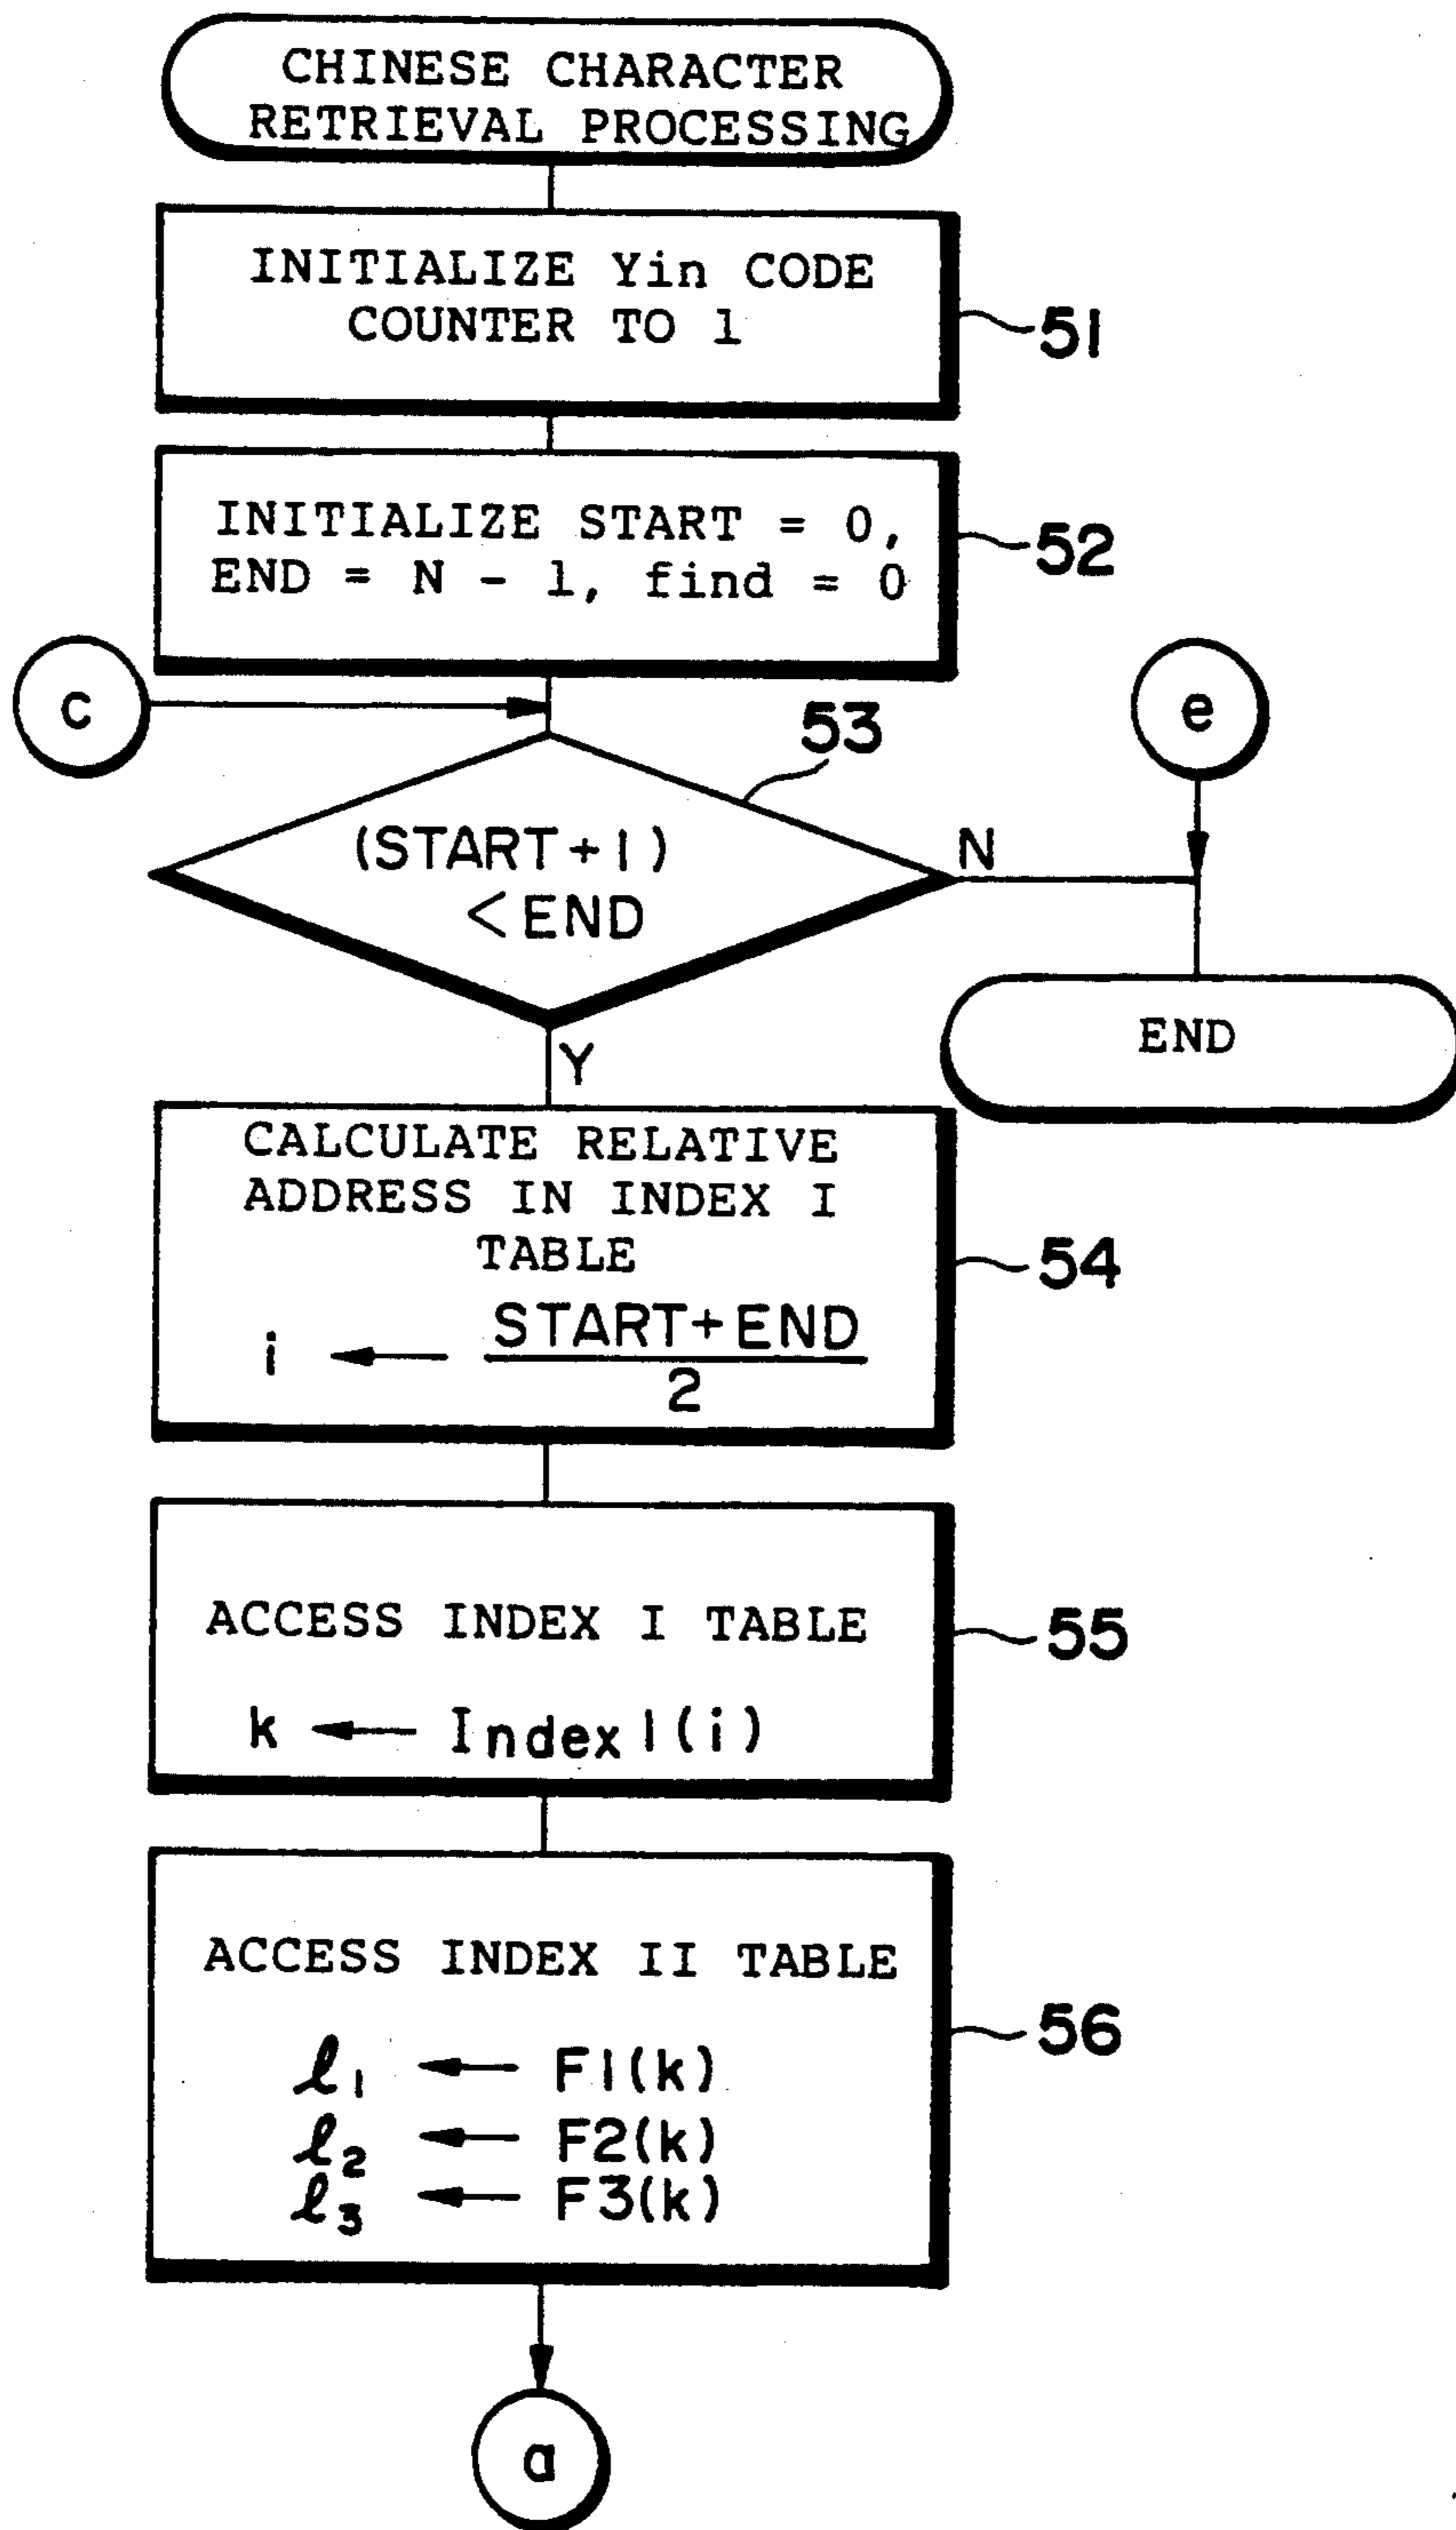 CHINESE CHARACTER
RETRIEVAL PROCESSING
INITIALIZE Yin CODE
COUNTER TO 1
51
INITIALIZE START = 0,
END = N - 1, find = 0
52
c
e
53
(START+1)
<END
N
END
Y
CALCULATE RELATIVE
ADDRESS IN INDEX I
TABLE
i ← START+END
2
54
ACCESS INDEX I TABLE
k ← Index I(i)
55
ACCESS INDEX II TABLE
ℓ1 ← F1(k)
ℓ2 ← F2(k)
ℓ3 ← F3(k)
56
a